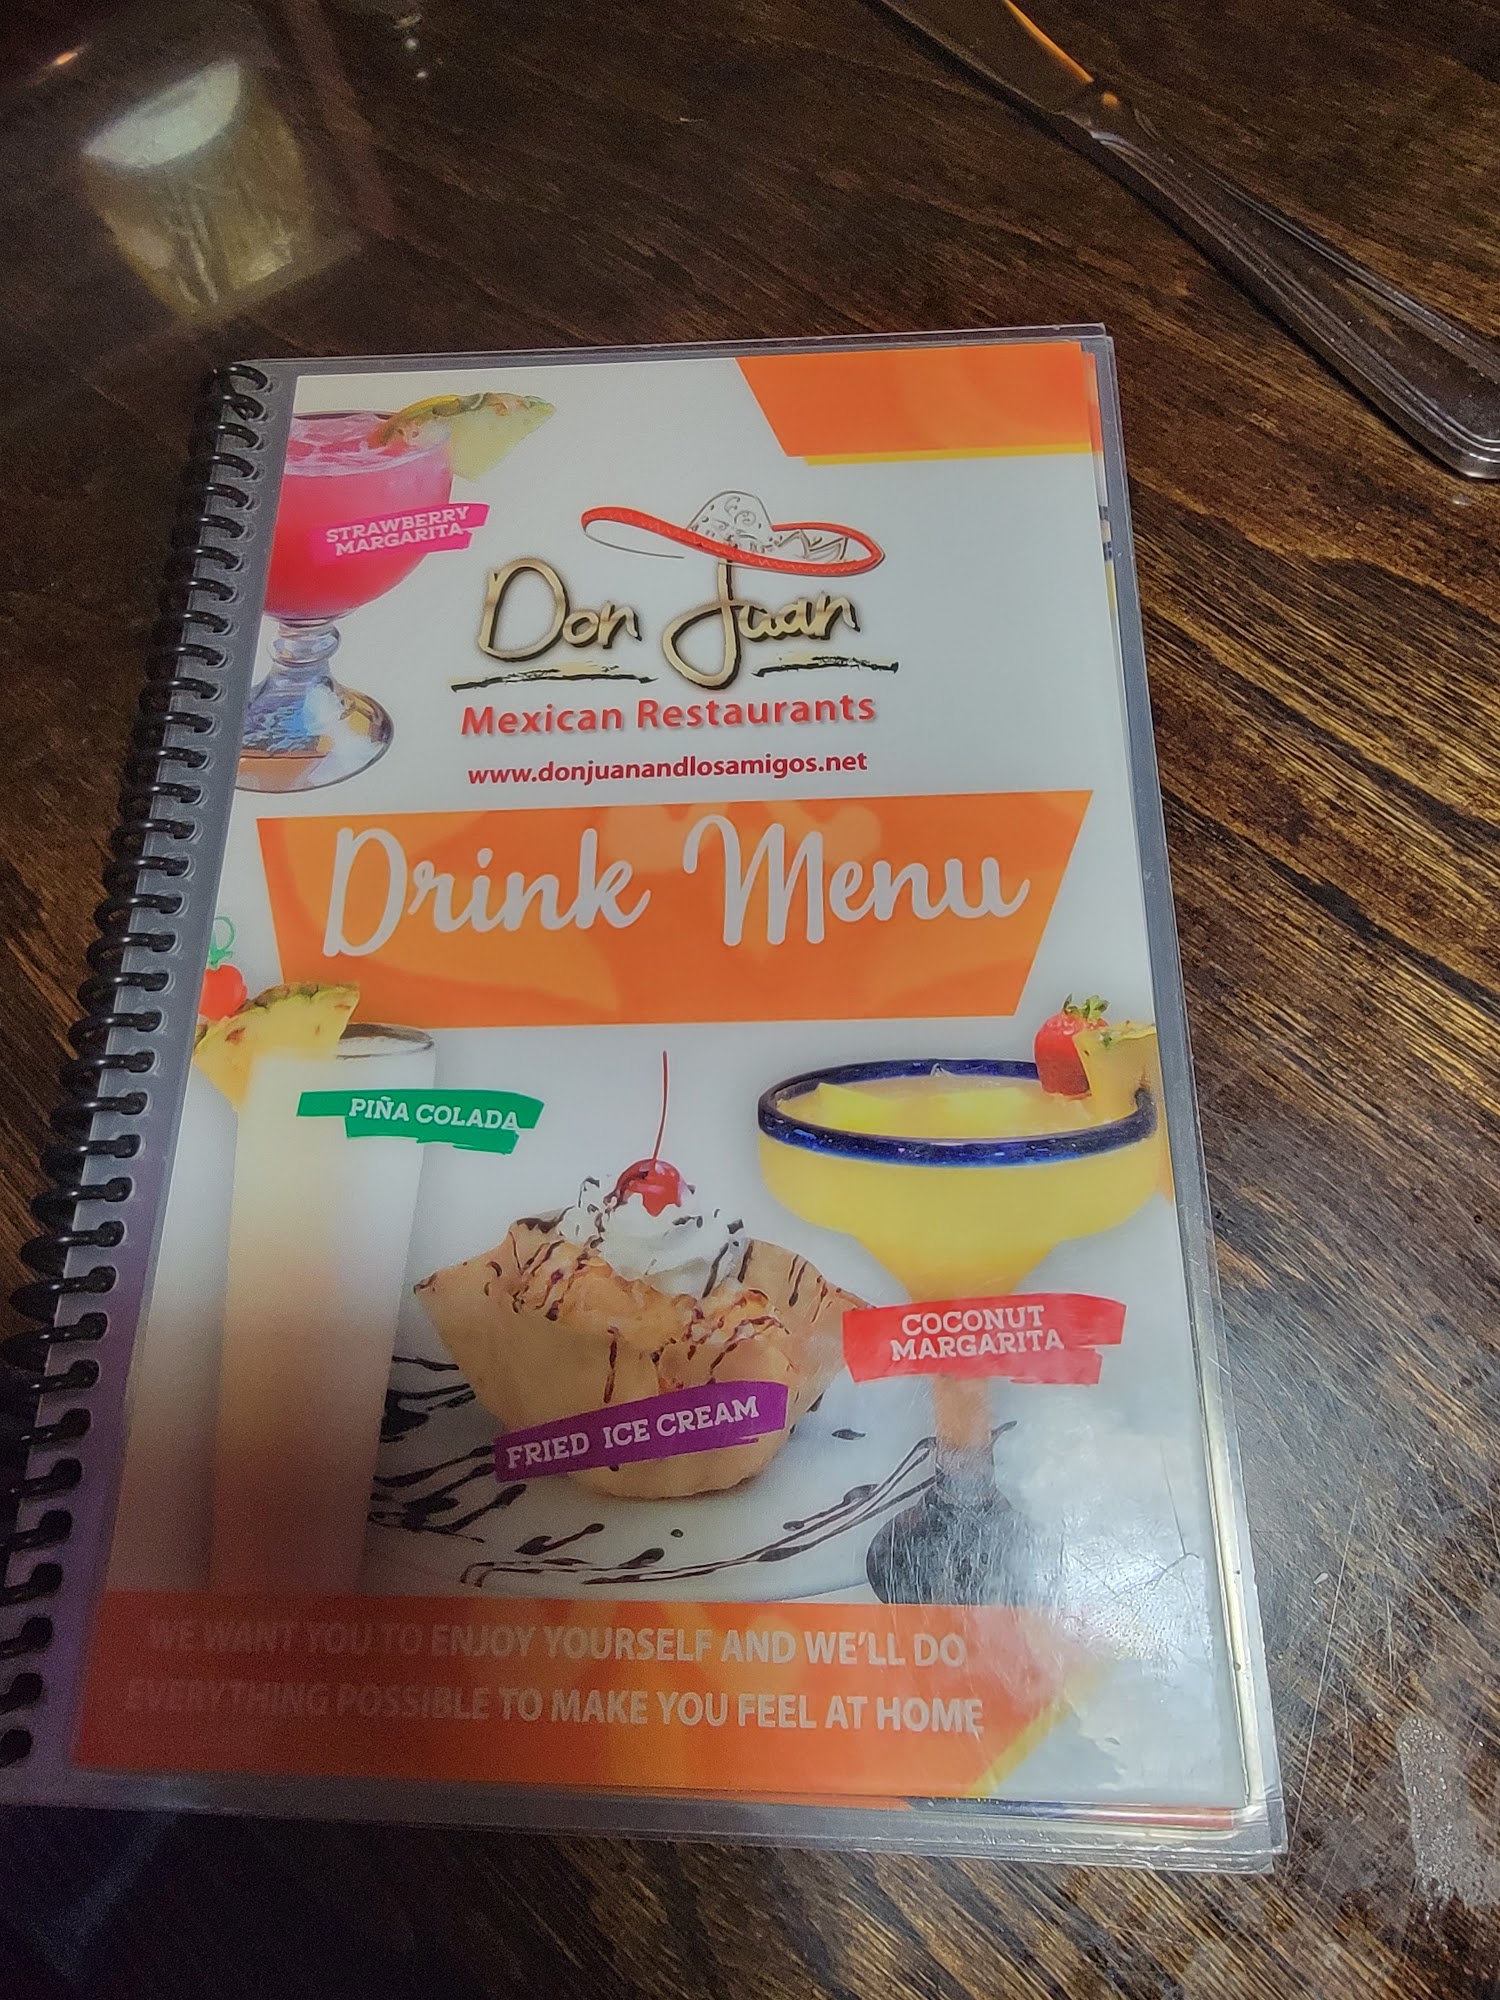 STRAWBERRY
MARGARITA
Don Juan
Mexican Restaurants
www.donjuanandlosamigos.net
Drink Menu
PIÑA COLADA
COCONUT
MARGARITA
FRIED ICE CREAM
WE WANT YOU TO ENJOY YOURSELF AND WE'LL DO
EVERYTHING POSSIBLE TO MAKE YOU FEEL AT HOME